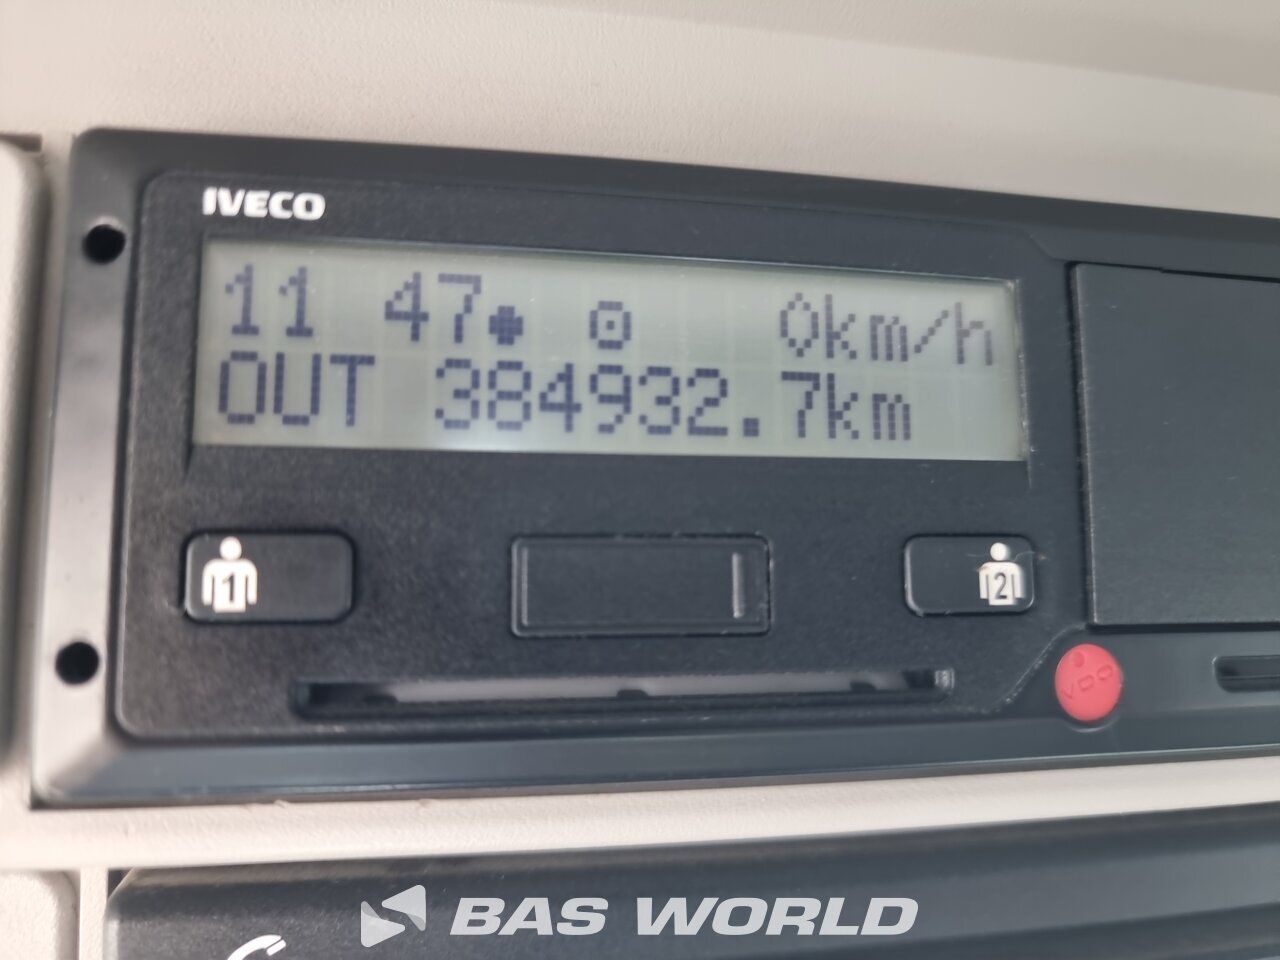 IVECO
11 47 0km/h
OUT 384932.7km
1 2
VDO
BAS WORLD